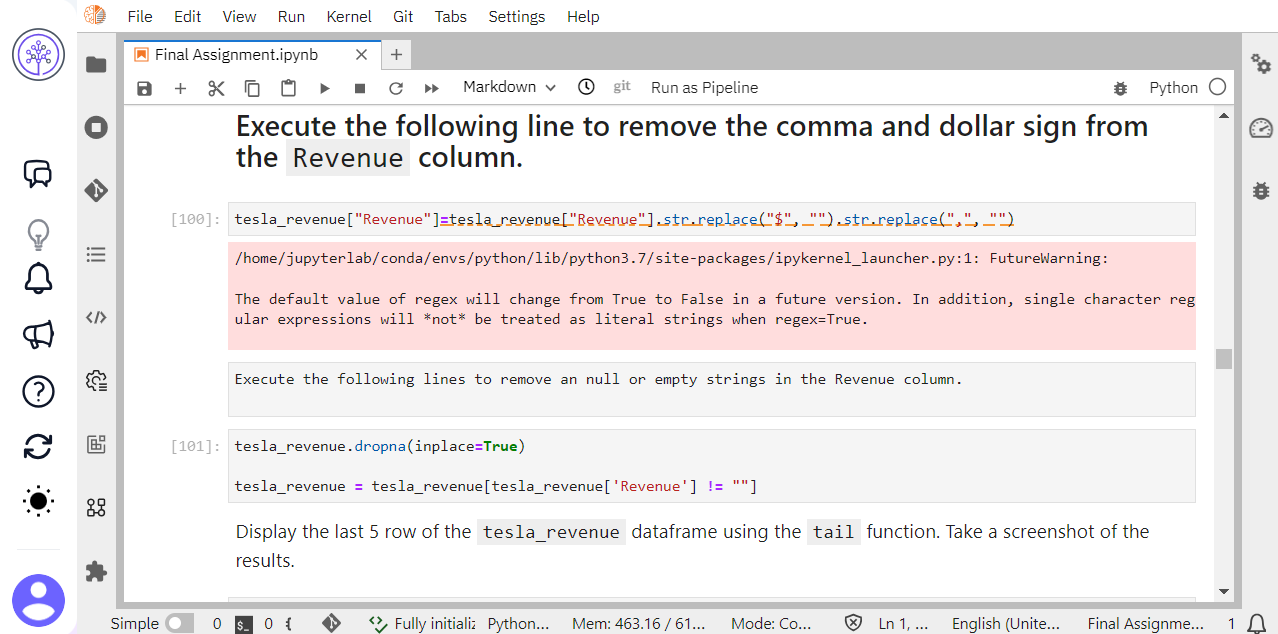 File Edit View Run Kernel Git Tabs Settings Help
Final Assignment.ipynb
Markdown git Run as Pipeline Python
Execute the following line to remove the comma and dollar sign from
the Revenue column.
[100]: tesla_revenue["Revenue"]=tesla_revenue["Revenue"].str.replace("$", "").str.replace(",", "")
/home/jupyterlab/conda/envs/python/lib/python3.7/site-packages/ipykernel_launcher.py:1: FutureWarning:
The default value of regex will change from True to False in a future version. In addition, single character reg
ular expressions will *not* be treated as literal strings when regex=True.
Execute the following lines to remove an null or empty strings in the Revenue column.
[101]: tesla_revenue.dropna(inplace=True)
tesla_revenue = tesla_revenue[tesla_revenue['Revenue'] != ""]
Display the last 5 row of the tesla_revenue dataframe using the tail function. Take a screenshot of the
results.
Simple 0 $_ 0 { Fully initializ Python... Mem: 463.16 / 61... Mode: Co... Ln 1, ... English (Unite... Final Assignme... 1